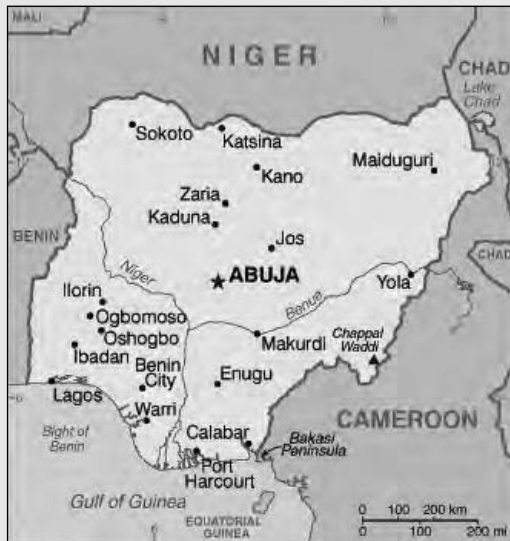 MALI
NIGER
CHAD
Lake
Chad
Sokoto
Katsina
Kano
Maiduguri
Zaria
Kaduna
BENIN
Jos
CHAD
Niger
ABUJA
Yola
Benue
Ilorin
Ogbomoso
Oshogbo
Ibadan
Makurdi
Chappal
Waddi
Benin
City
Enugu
Lagos
Warri
CAMEROON
Bight of
Benin
Calabar
Bakasi
Peninsula
Port
Harcourt
Gulf of Guinea
EQUATORIAL
GUINEA
0 100 200 km
0 100 200 mi